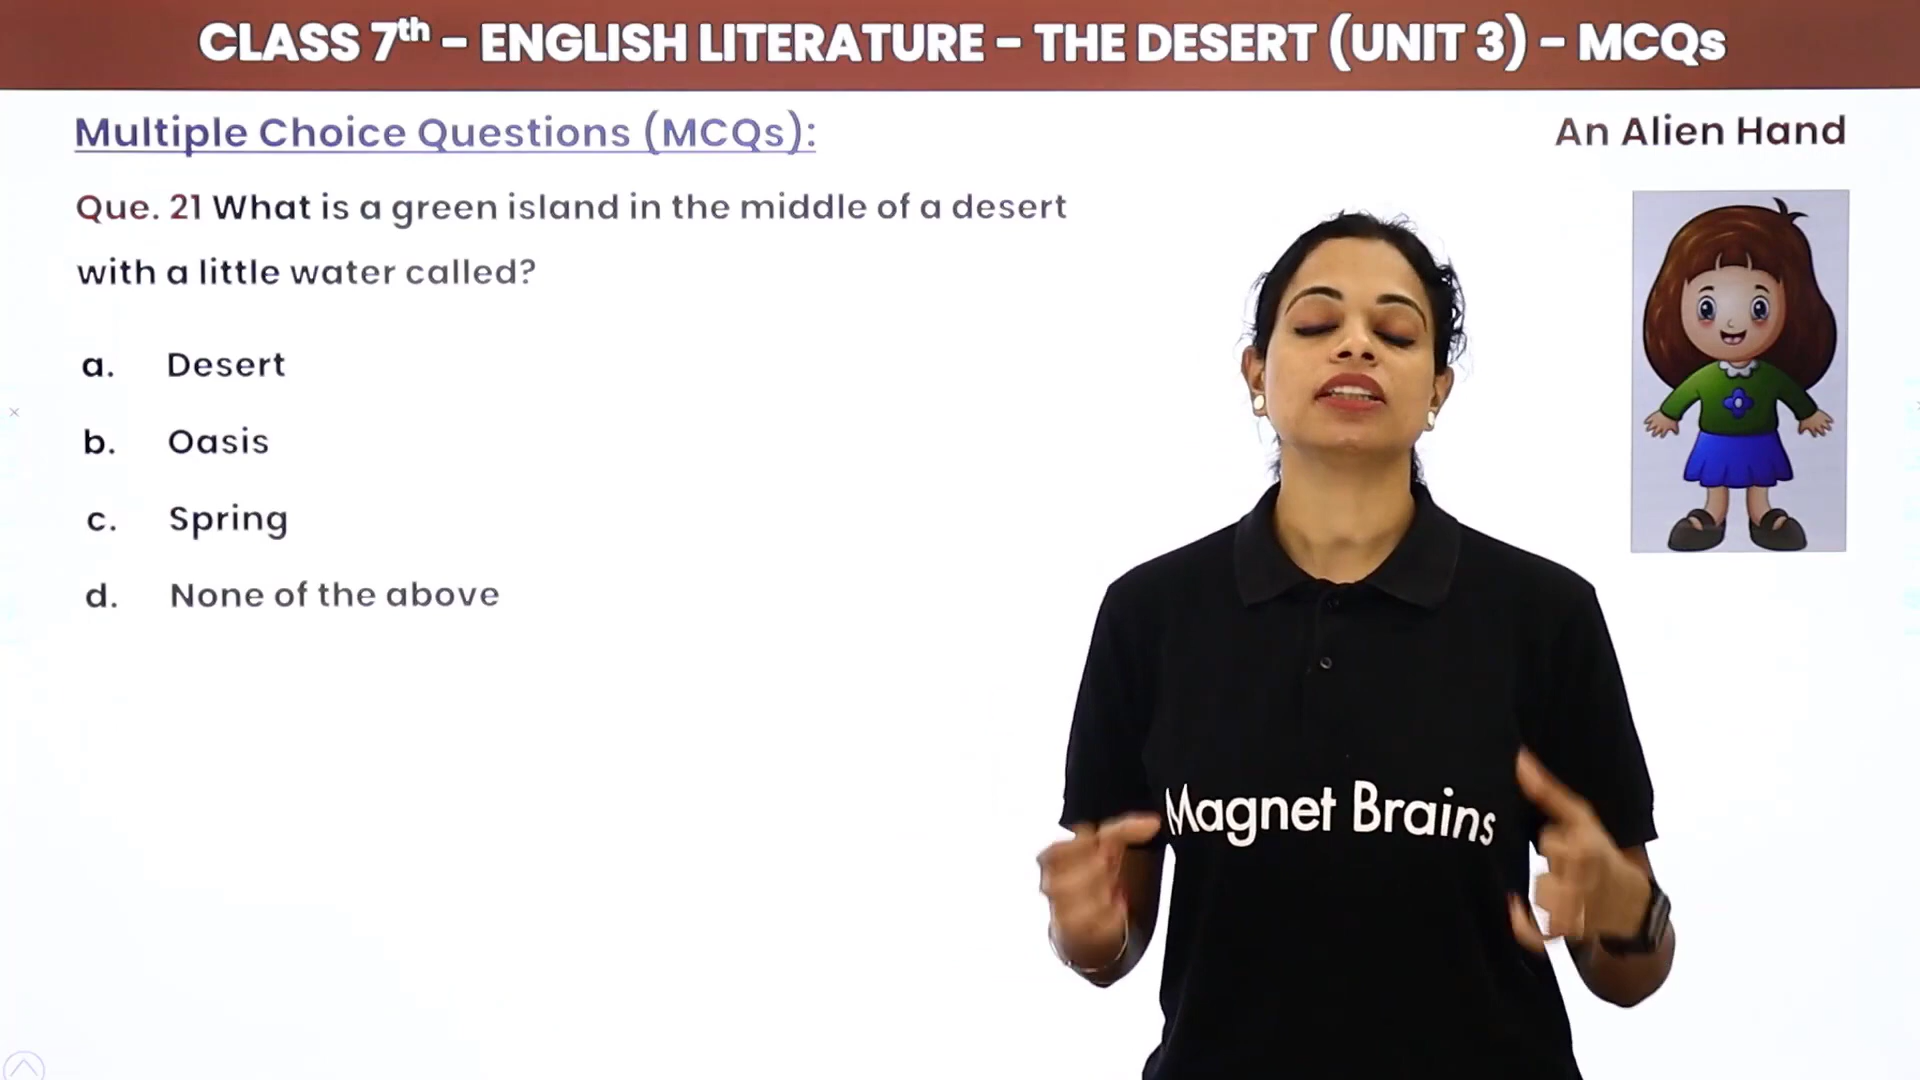 CLASS 7th – ENGLISH LITERATURE – THE DESERT (UNIT 3) – MCQs
Multiple Choice Questions (MCQs):
An Alien Hand
Que. 21 What is a green island in the middle of a desert
with a little water called?
a. Desert
b. Oasis
c. Spring
d. None of the above
Magnet Brains